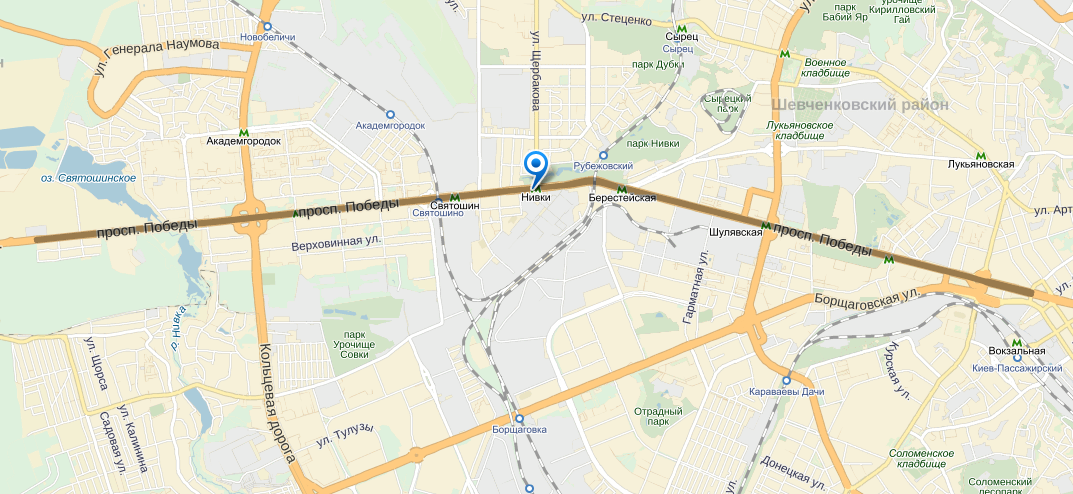 парк
Бабий Яр
урочище
Кирилловский
Гай
ул. Стеценко
Новобеличи
ул. Генерала Наумова
Сырец
Сырец
ул. Щербакова
парк Дубки
Военное
кладбище
Сырецкий
парк
Шевченковский район
Академгородок
Лукьяновское
кладбище
Академгородок
парк Нивки
Лукьяновская
Рубежовский
оз. Святошинское
Нивки
Берестейская
Святошин
Святошино
просп. Победы
просп. Победы
ул. Арт
Шулявская
просп. Победы
Верховинная ул.
Гарматная ул.
Борщаговская ул.
р. Нивка
парк
Урочище
Совки
ул. Щорса
Кольцевая дорога
Вокзальная
Киев-Пассажирский
Курская ул.
Караваевы Дачи
ул. Калинина
Садовая ул.
Отрадный
парк
ул. Тулузы
Борщаговка
Соломенское
кладбище
Донецкая ул.
Соломенский
лесопарк